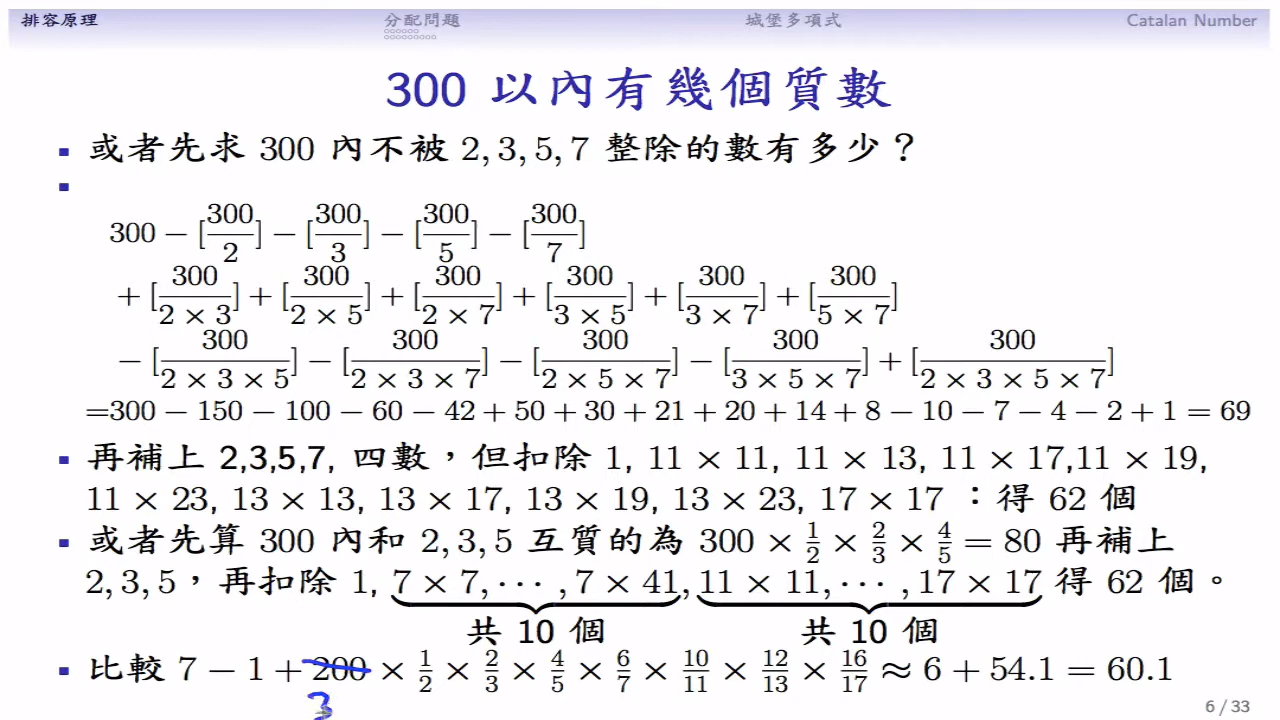 排容原理 分配問題 城堡多項式 Catalan Number
300 以內有幾個質數
或者先求 300 內不被 2, 3, 5, 7 整除的數有多少？
300 − [300/2] − [300/3] − [300/5] − [300/7]
+ [300/2 × 3] + [300/2 × 5] + [300/2 × 7] + [300/3 × 5] + [300/3 × 7] + [300/5 × 7]
− [300/2 × 3 × 5] − [300/2 × 3 × 7] − [300/2 × 5 × 7] − [300/3 × 5 × 7] + [300/2 × 3 × 5 × 7]
=300 − 150 − 100 − 60 − 42 + 50 + 30 + 21 + 20 + 14 + 8 − 10 − 7 − 4 − 2 + 1 = 69
再補上 2,3,5,7, 四數，但扣除 1, 11 × 11, 11 × 13, 11 × 17,11 × 19,
11 × 23, 13 × 13, 13 × 17, 13 × 19, 13 × 23, 17 × 17：得 62 個
或者先算 300 內和 2, 3, 5 互質的為 300 × 1/2 × 2/3 × 4/5 = 80 再補上
2, 3, 5，再扣除 1, 7 × 7, ⋯ , 7 × 41, 11 × 11, ⋯ , 17 × 17 得 62 個。
共 10 個 共 10 個
比較 7 − 1 + 200 × 1/2 × 2/3 × 4/5 × 6/7 × 10/11 × 12/13 × 16/17 ≈ 6 + 54.1 = 60.1
3
6 / 33